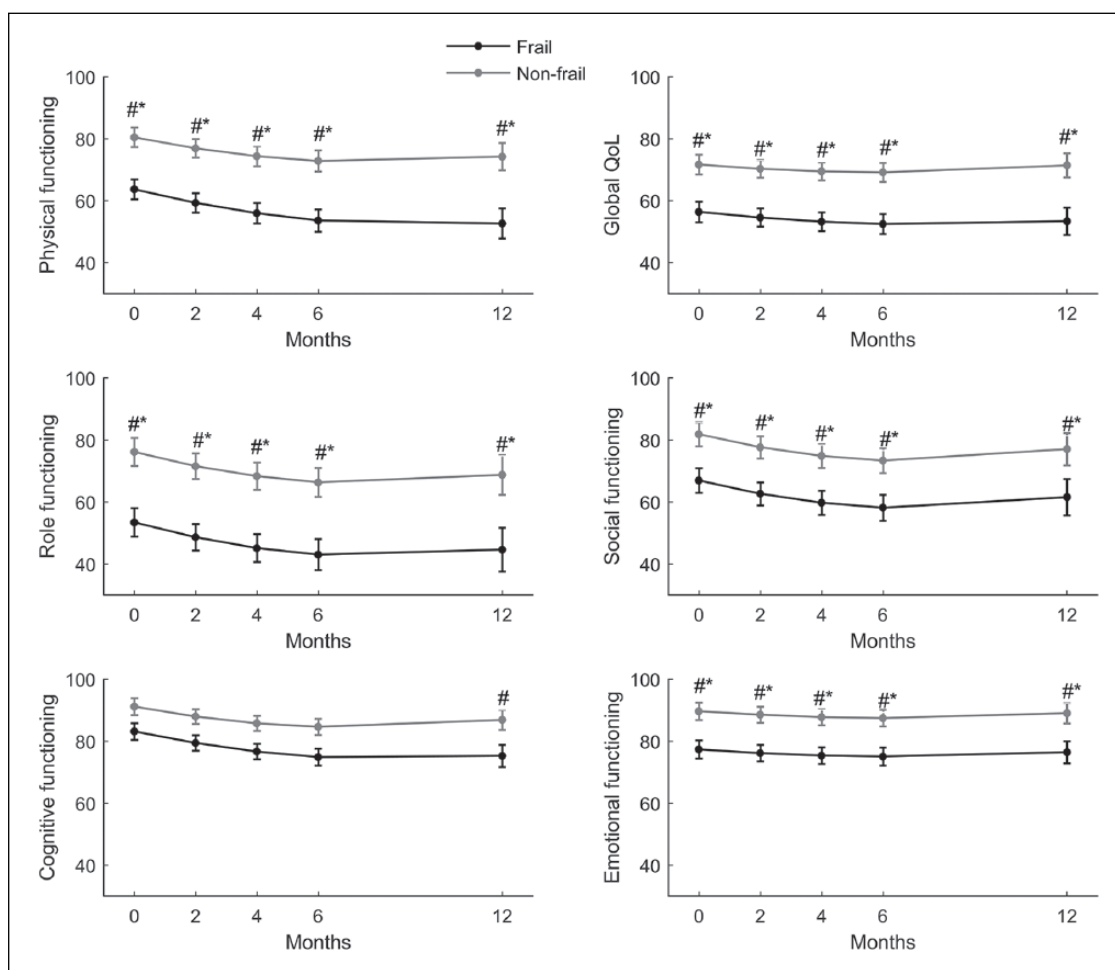 Frail
Non-frail
Physical functioning
100
80
60
40
#* #* #* #* #*
0 2 4 6 12
Months
Global QoL
100
80
60
40
#* #* #* #* #*
0 2 4 6 12
Months
Role functioning
100
80
60
40
#* #* #* #* #*
0 2 4 6 12
Months
Social functioning
100
80
60
40
#* #* #* #* #*
0 2 4 6 12
Months
Cognitive functioning
100
80
60
40
#
0 2 4 6 12
Months
Emotional functioning
100
80
60
40
#* #* #* #* #*
0 2 4 6 12
Months